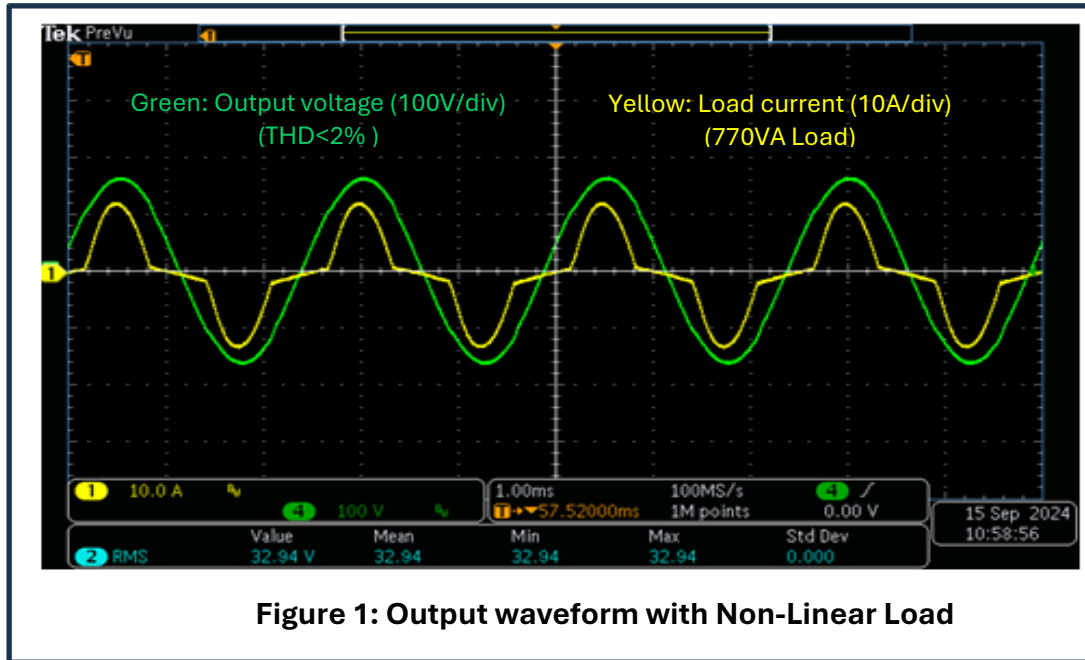 Tek PreVu
T
T
Green: Output voltage (100V/div)
(THD<2% )
Yellow: Load current (10A/div)
(770VA Load)
1
1 10.0 A
4 100 V
1.00ms 100MS/s 4
T→▼57.52000ms 1M points 0.00 V
Value Mean Min Max Std Dev
2 RMS 32.94 V 32.94 32.94 32.94 0.000
15 Sep 2024
10:58:56
Figure 1: Output waveform with Non-Linear Load